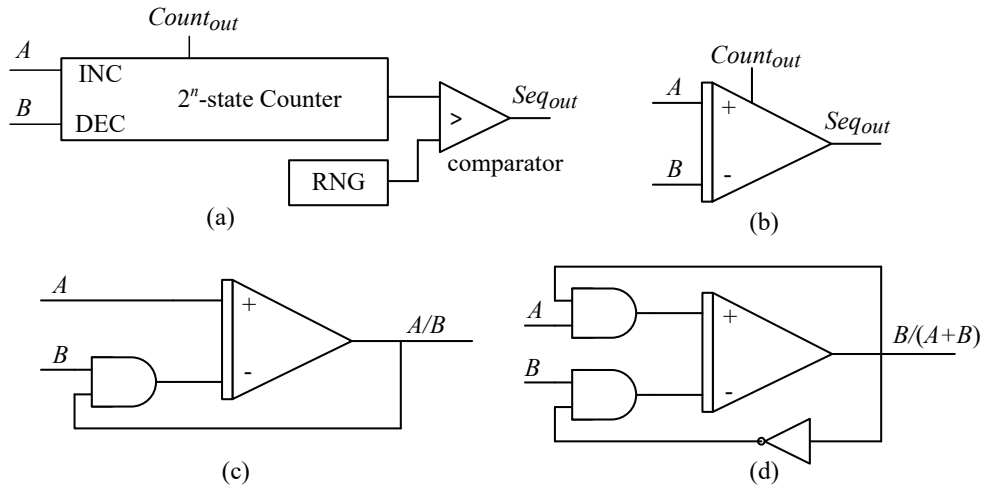 Count_out
A
INC
2^n-state Counter
B
DEC
>
Seq_out
comparator
RNG
(a)
Count_out
A
+
Seq_out
B
-
(b)
A
+
A/B
B
-
(c)
A
+
B/(A+B)
B
-
(d)